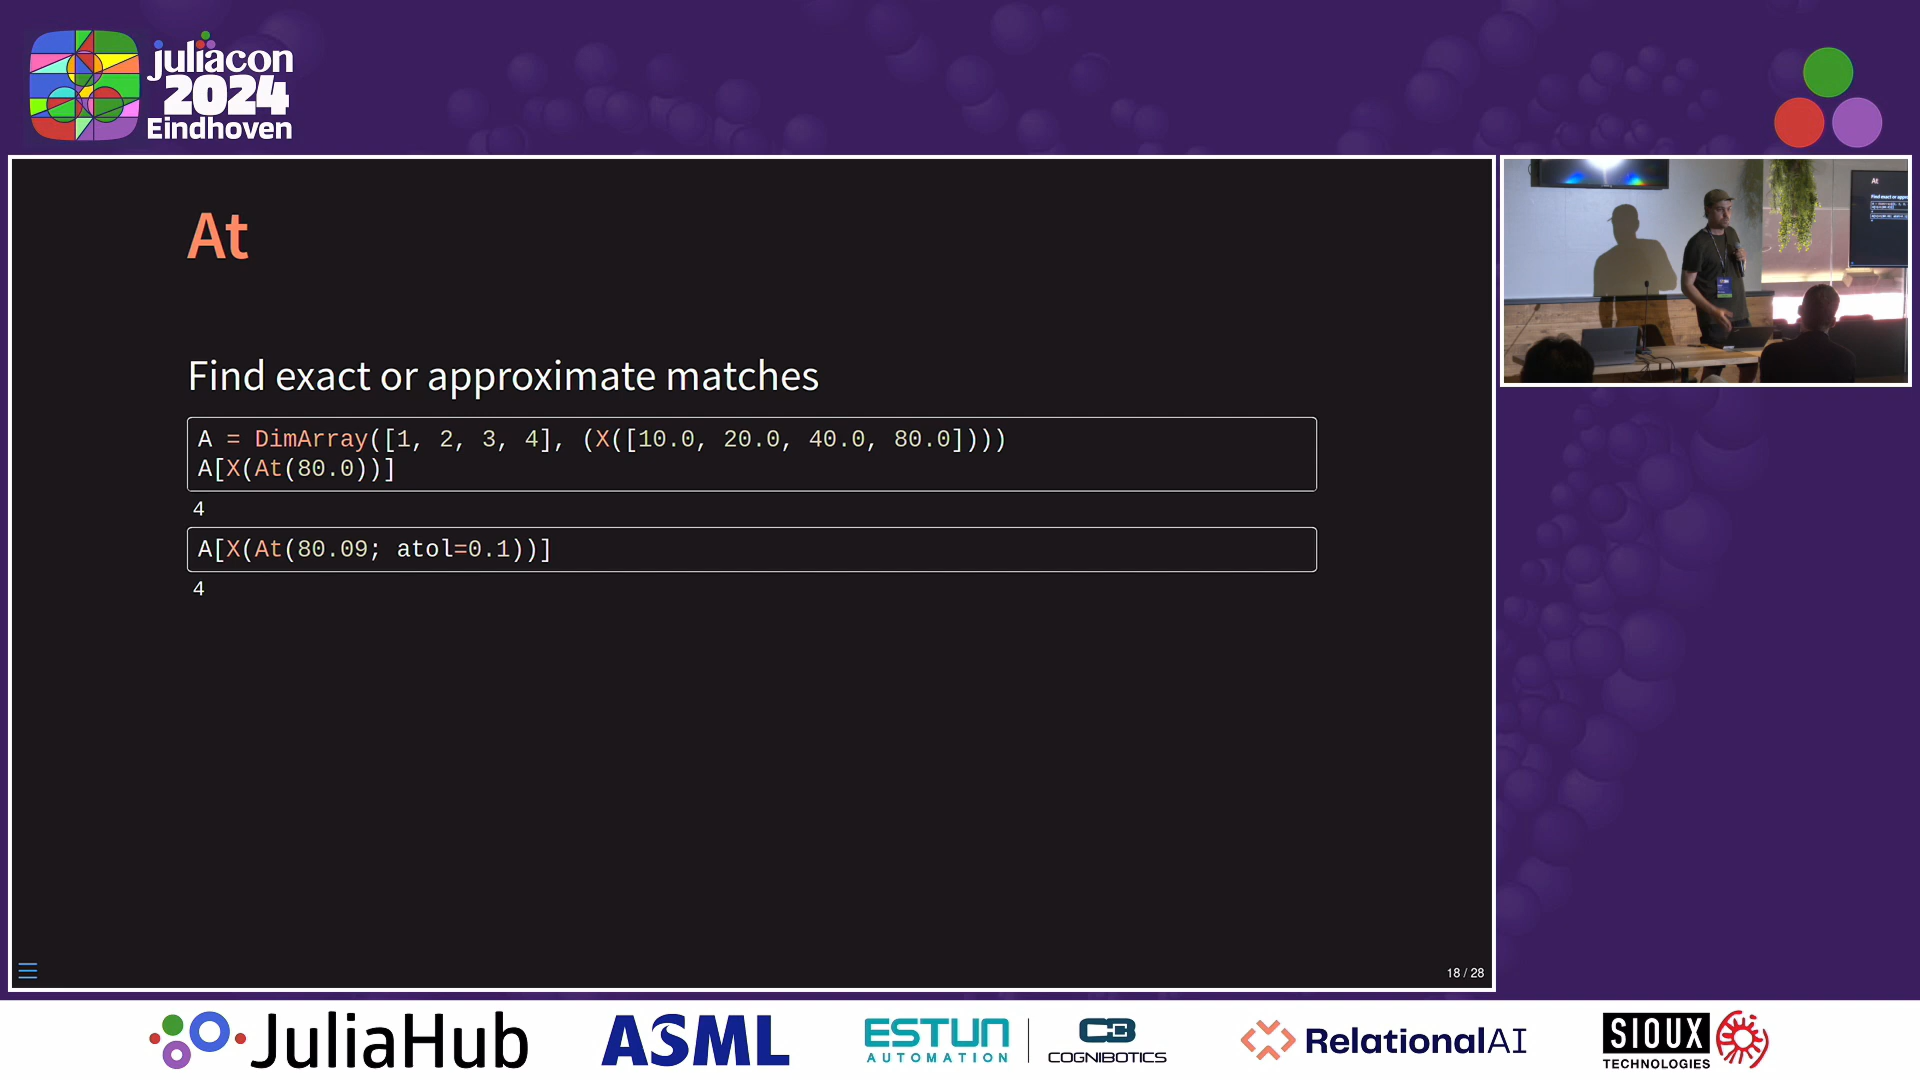 juliacon
2024
Eindhoven
At
Find exact or approximate matches
A = DimArray([1, 2, 3, 4], (X([10.0, 20.0, 40.0, 80.0])))
A[X(At(80.0))]
4
A[X(At(80.09; atol=0.1))]
4
18 / 28
At
JuliaHub
ASML
ESTUN
AUTOMATION
COGNIBOTICS
RelationalAI
SIOUX
TECHNOLOGIES